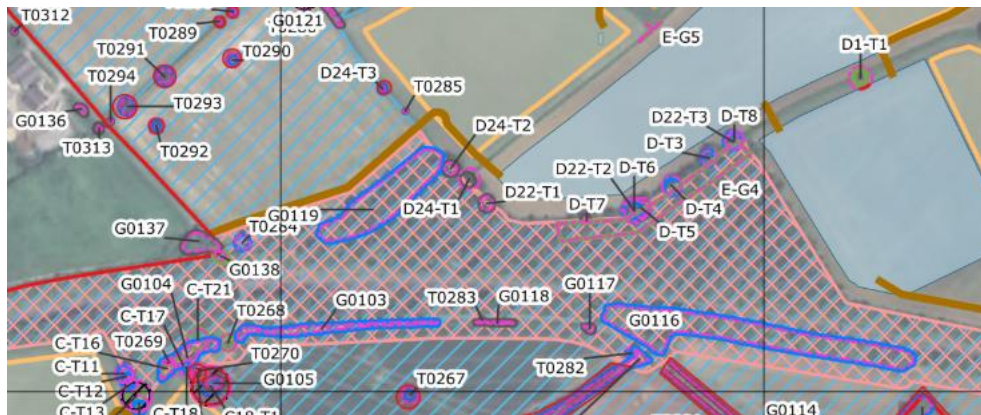 T0312
T0289
G0121
E-G5
D1-T1
T0291
T0290
T0294
D24-T3
T0285
T0293
G0136
T0313
T0292
D24-T2
D22-T3
D-T8
D-T3
D22-T2
D-T6
D22-T1
E-G4
D24-T1
D-T7
D-T4
D-T5
G0119
G0137
G0138
G0104
C-T21
G0103
T0283
G0118
G0117
C-T17
T0268
G0116
C-T16
T0269
C-T11
T0270
T0282
G0105
C-T12
T0267
C-T13
C-T18
G0114